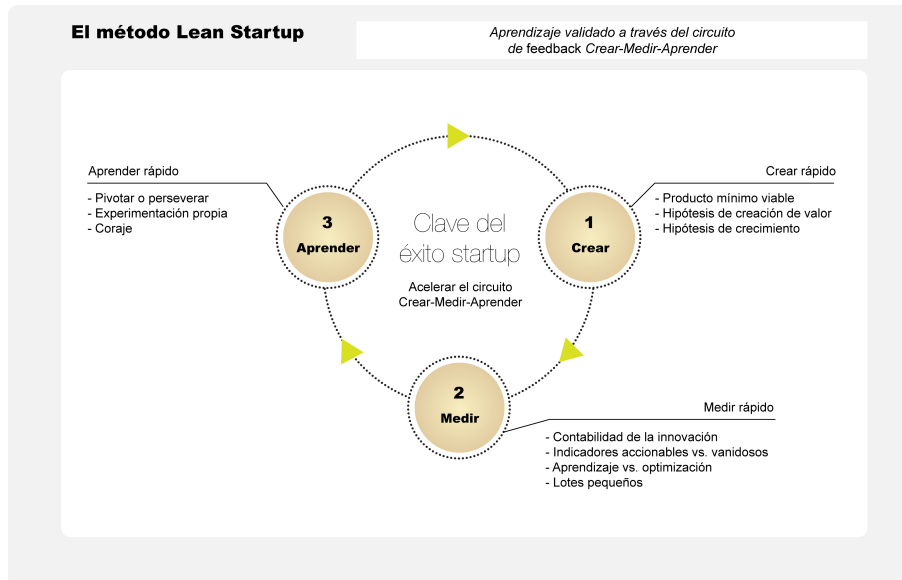 El método Lean Startup
Aprendizaje validado a través del circuito
de feedback Crear-Medir-Aprender
Aprender rápido
- Pivotar o perseverar
- Experimentación propia
- Coraje
3
Aprender
Clave del
éxito startup
Acelerar el circuito
Crear-Medir-Aprender
1
Crear
Crear rápido
- Producto mínimo viable
- Hipótesis de creación de valor
- Hipótesis de crecimiento
2
Medir
Medir rápido
- Contabilidad de la innovación
- Indicadores accionables vs. vanidosos
- Aprendizaje vs. optimización
- Lotes pequeños